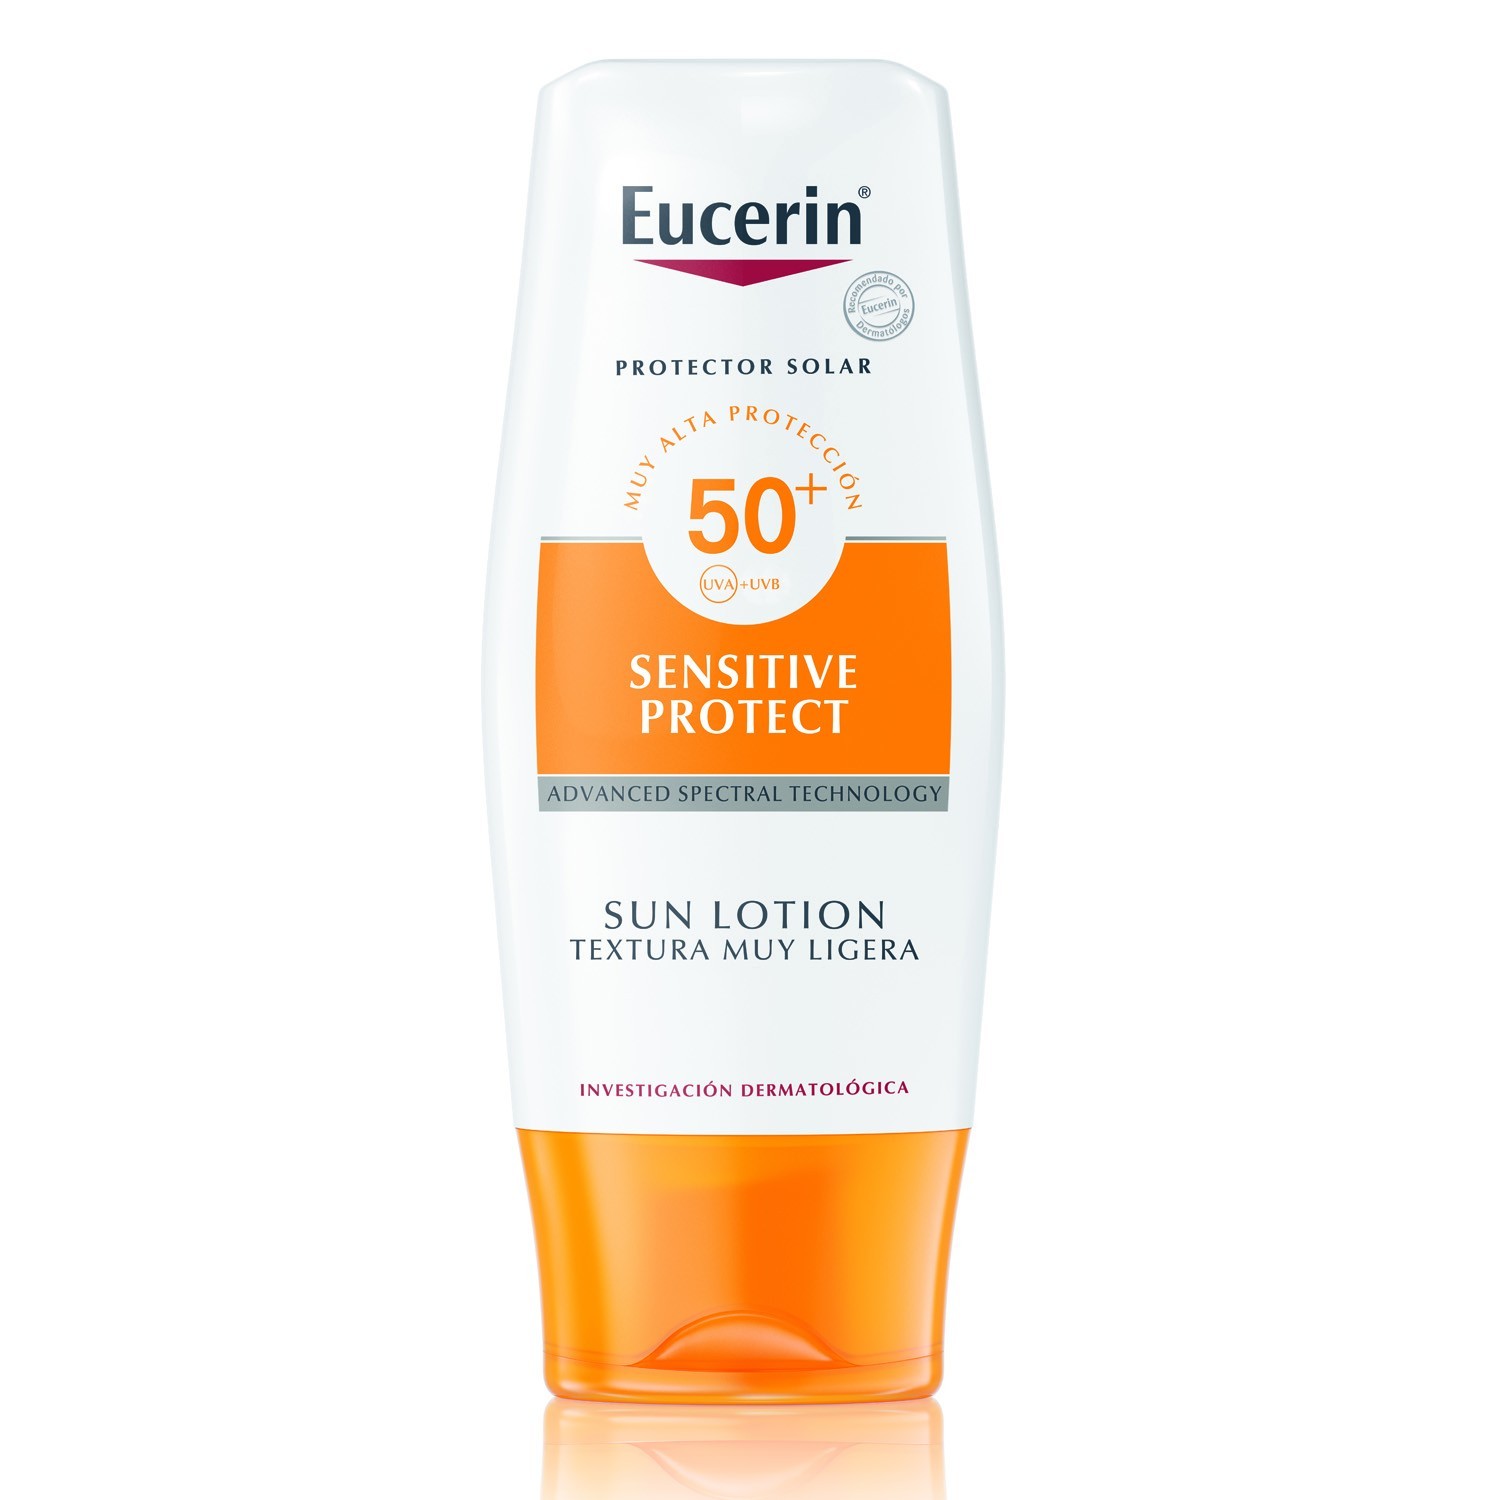 Eucerin®
Recomendado por
Eucerin
Dermatólogos
PROTECTOR SOLAR
MUY ALTA PROTECCIÓN
50+
UVA+UVB
SENSITIVE
PROTECT
ADVANCED SPECTRAL TECHNOLOGY
SUN LOTION
TEXTURA MUY LIGERA
INVESTIGACIÓN DERMATOLÓGICA